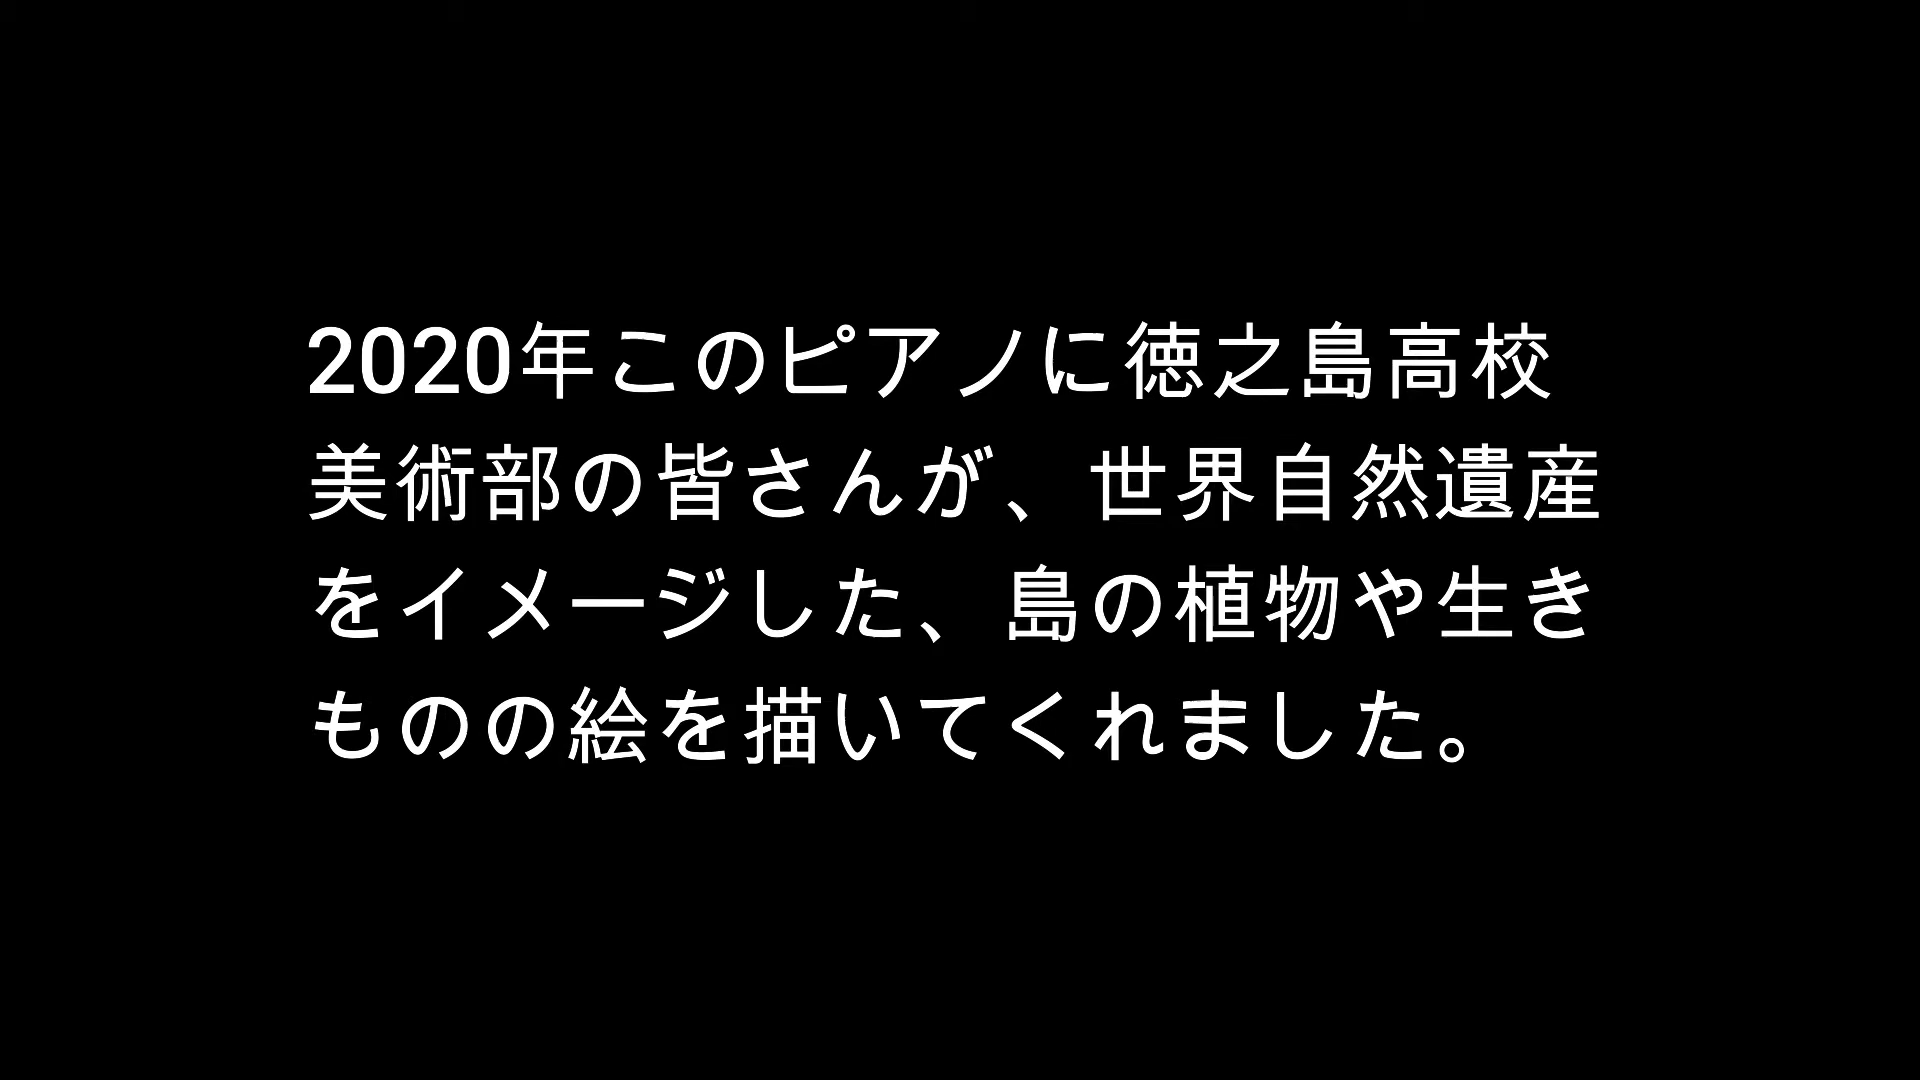 2020年このピアノに徳之島高校
美術部の皆さんが、世界自然遺産
をイメージした、島の植物や生き
ものの絵を描いてくれました。